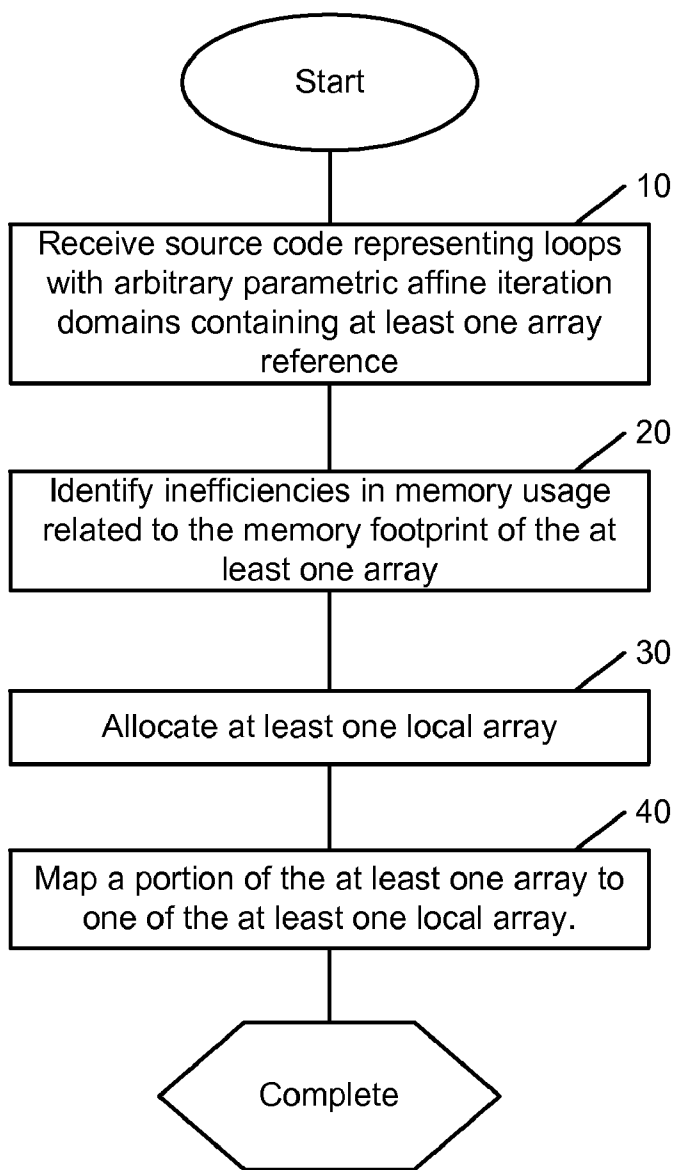 Start
10
Receive source code representing loops
with arbitrary parametric affine iteration
domains containing at least one array
reference
20
Identify inefficiencies in memory usage
related to the memory footprint of the at
least one array
30
Allocate at least one local array
40
Map a portion of the at least one array to
one of the at least one local array.
Complete